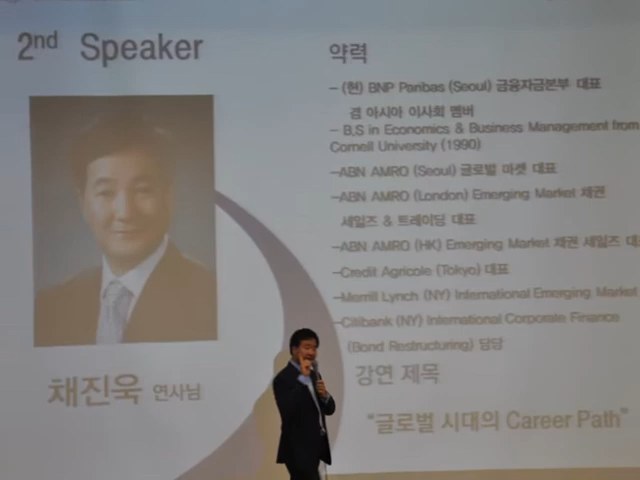 2nd Speaker
약력
- (현) BNP Paribas (Seoul) 금융자금본부 대표
겸 아시아 이사회 멤버
- B,S in Economics & Business Management from
Cornell University (1990)
-ABN AMRO (Seoul) 글로벌 마켓 대표
-ABN AMRO (London) Emerging Market 채권
세일즈 & 트레이딩 대표
-ABN AMRO (HK) Emerging Market 채권 세일즈
-Credit Agricole (Tokyo) 대표
-Merrill Lynch (NY) International Emerging Market
-Citibank (NY) International Corporate Finance
(Bond Restructuring) 담당
채진욱 연사님
강연 제목
“글로벌 시대의 Career Path”